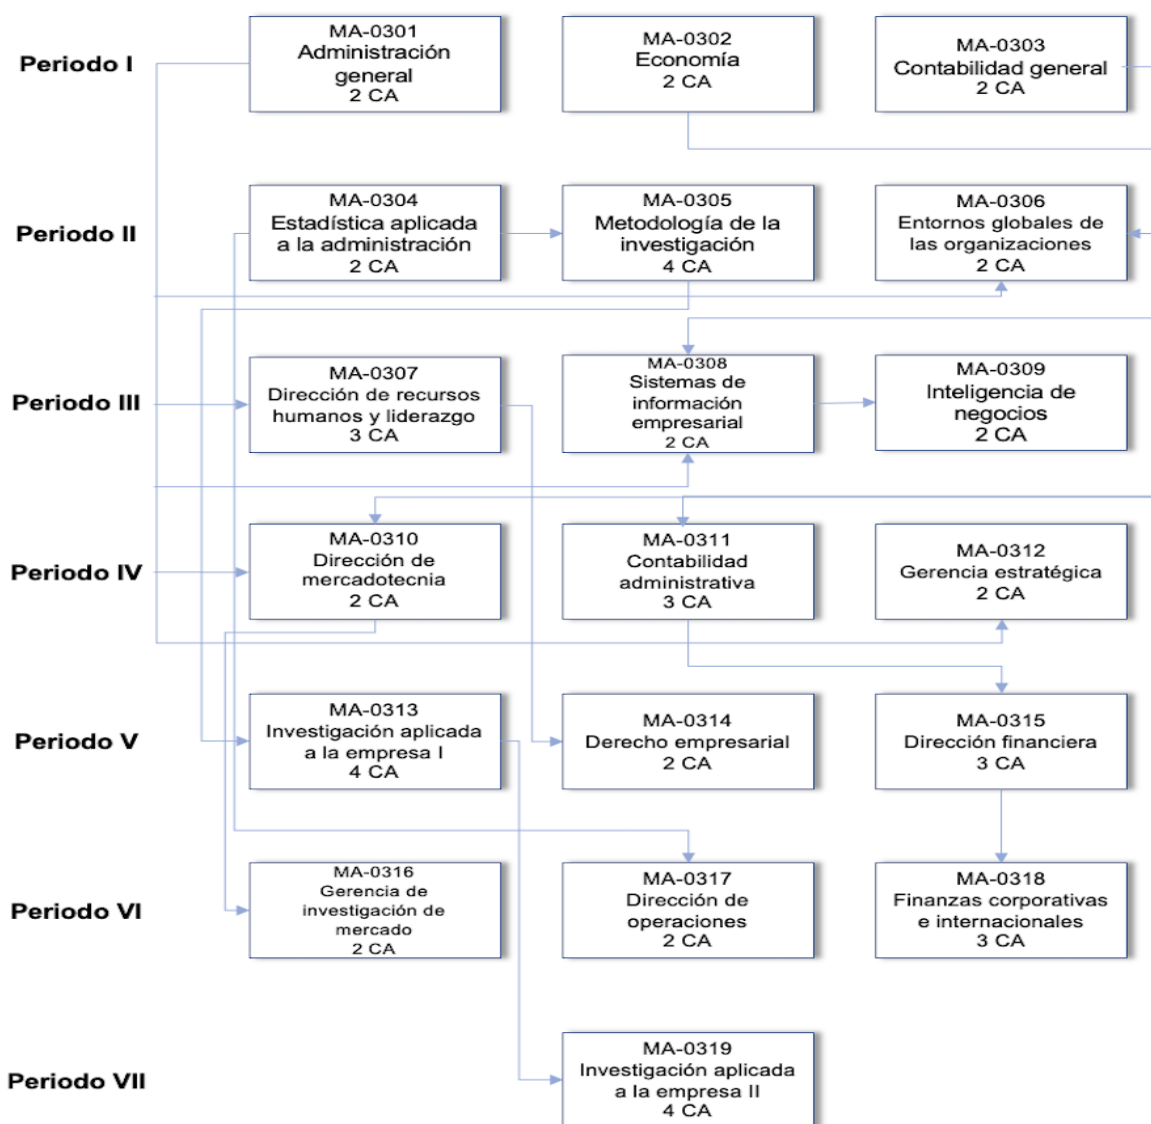 Periodo I
MA-0301
Administración
general
2 CA
MA-0302
Economía
2 CA
MA-0303
Contabilidad general
2 CA
Periodo II
MA-0304
Estadística aplicada
a la administración
2 CA
MA-0305
Metodología de la
investigación
4 CA
MA-0306
Entornos globales de
las organizaciones
2 CA
Periodo III
MA-0307
Dirección de recursos
humanos y liderazgo
3 CA
MA-0308
Sistemas de
información
empresarial
2 CA
MA-0309
Inteligencia de
negocios
2 CA
Periodo IV
MA-0310
Dirección de
mercadotecnia
2 CA
MA-0311
Contabilidad
administrativa
3 CA
MA-0312
Gerencia estratégica
2 CA
Periodo V
MA-0313
Investigación aplicada
a la empresa I
4 CA
MA-0314
Derecho empresarial
2 CA
MA-0315
Dirección financiera
3 CA
Periodo VI
MA-0316
Gerencia de
investigación de
mercado
2 CA
MA-0317
Dirección de
operaciones
2 CA
MA-0318
Finanzas corporativas
e internacionales
3 CA
Periodo VII
MA-0319
Investigación aplicada
a la empresa II
4 CA